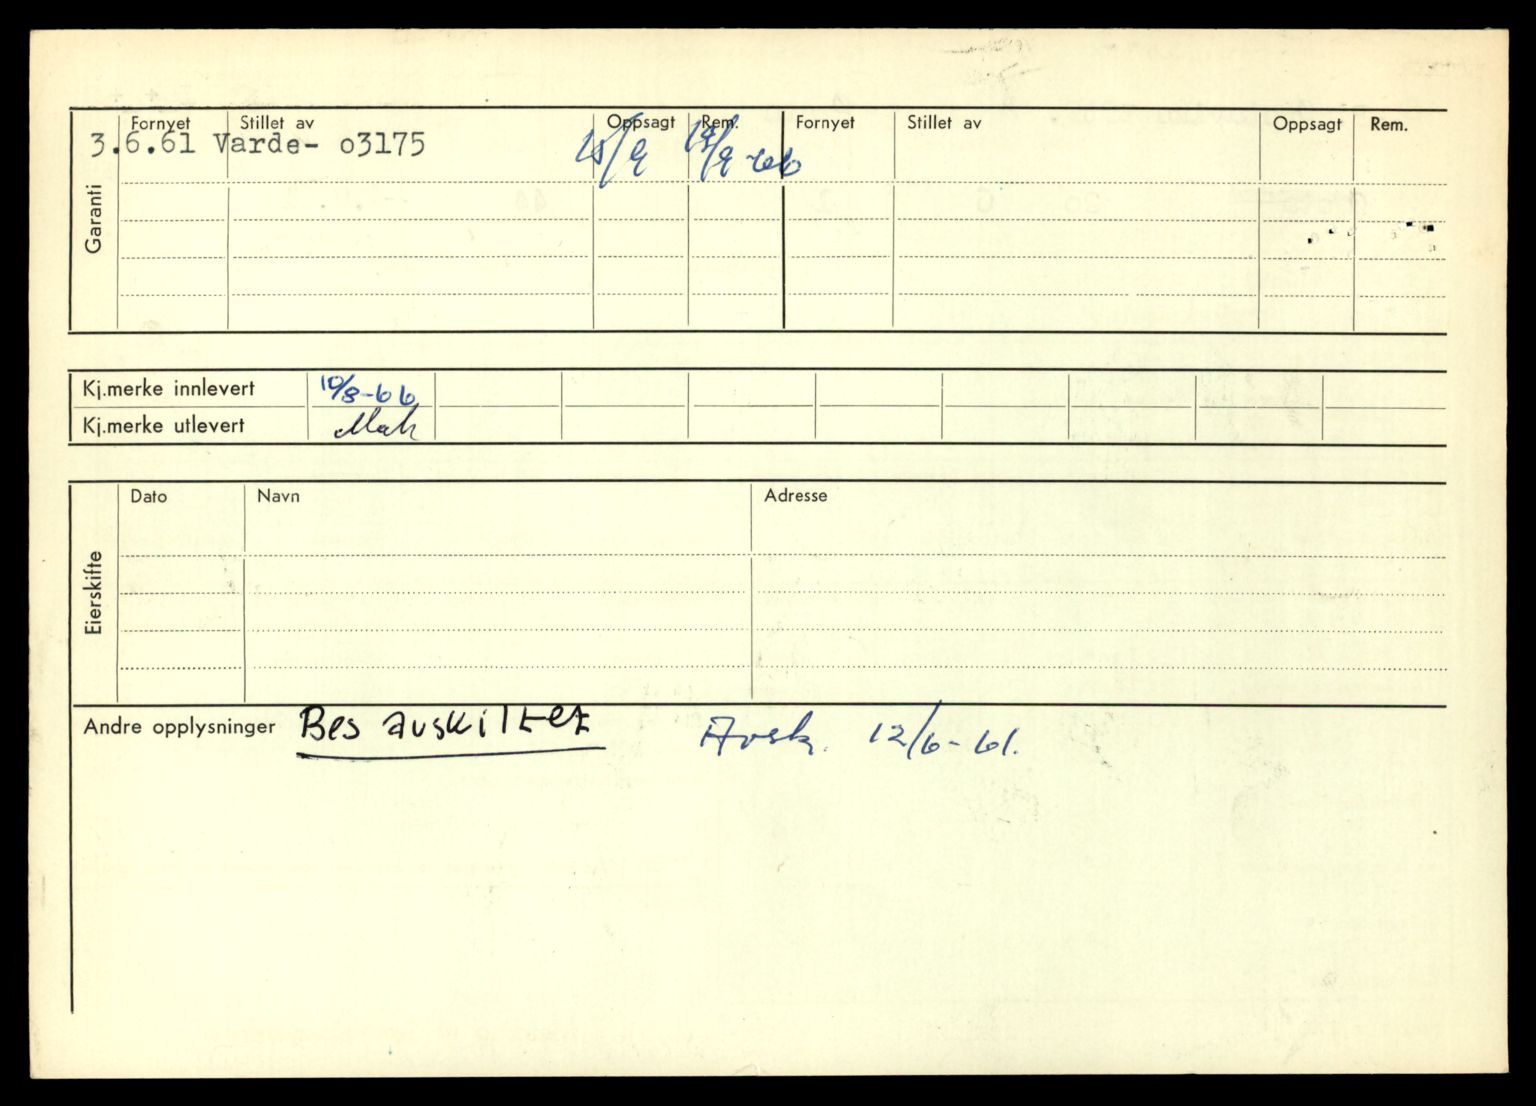 Fornyet Stillet av Oppsagt Rem. Fornyet Stillet av Oppsagt Rem.
3.6.61 Varde- o3175 15/9 19/9-66
Garanti
Kj.merke innlevert 10/8-66
Kj.merke utlevert
Dato Navn Adresse
Eierskifte
Andre opplysninger Bes avskiltet Avsk. 12/6-61.